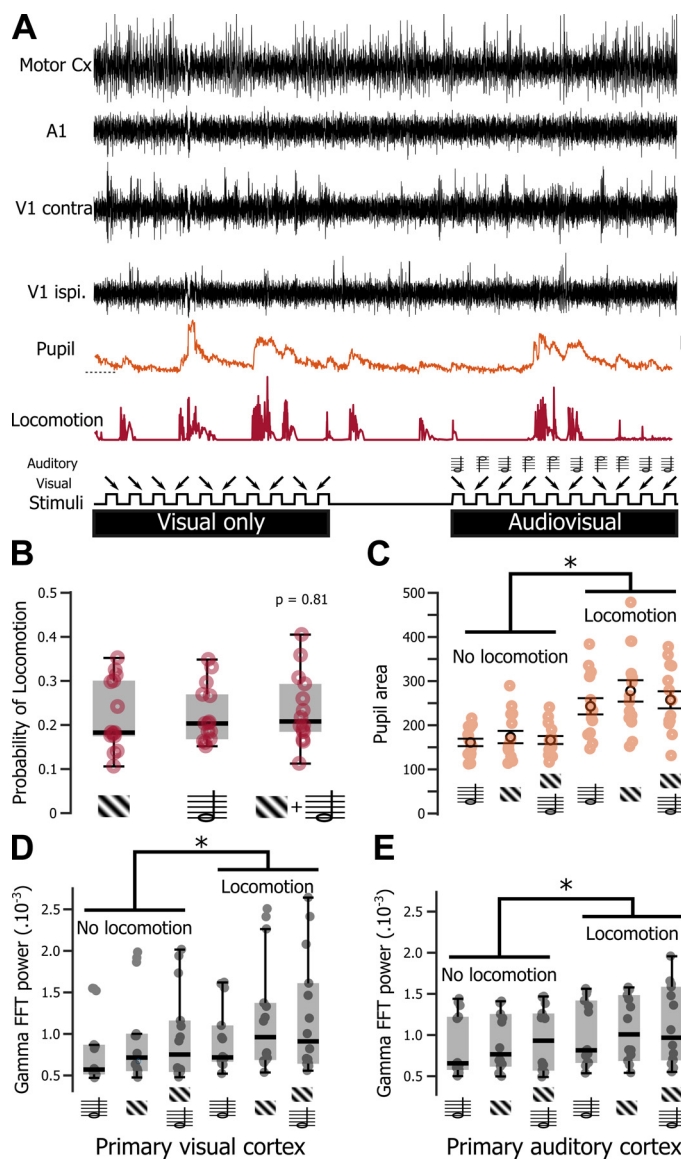 A
Motor Cx
A1
V1 contra
V1 ispi.
Pupil
Locomotion
Auditory
Visual
Stimuli
Visual only
Audiovisual
B
p = 0.81
Probability of Locomotion
0.5
0.4
0.3
0.2
0.1
0
+
C
*
Locomotion
No locomotion
Pupil area
500
400
300
200
100
0
D
*
Locomotion
No locomotion
Gamma FFT power (.10-3)
2.5
2.0
1.5
1.0
0.5
Primary visual cortex
E
*
Locomotion
No locomotion
Gamma FFT power (.10-3)
2.5
2.0
1.5
1.0
0.5
Primary auditory cortex